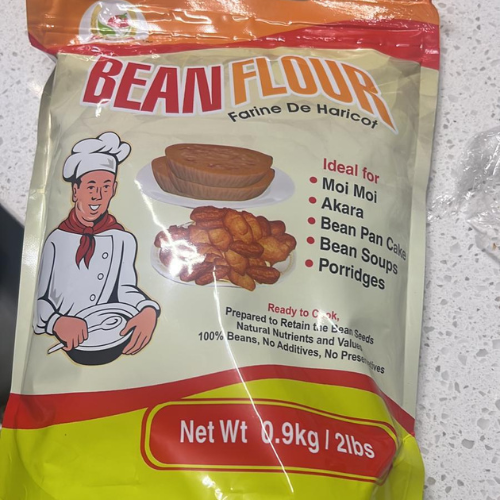 BEAN FLOUR
Farine De Haricot
Ideal for
• Moi Moi
• Akara
• Bean Pan Cake
• Bean Soups
• Porridges
Ready to Cook,
Prepared to Retain the Bean Seeds
Natural Nutrients and Values,
100% Beans, No Additives, No Preservatives
Net Wt 0.9kg / 2lbs